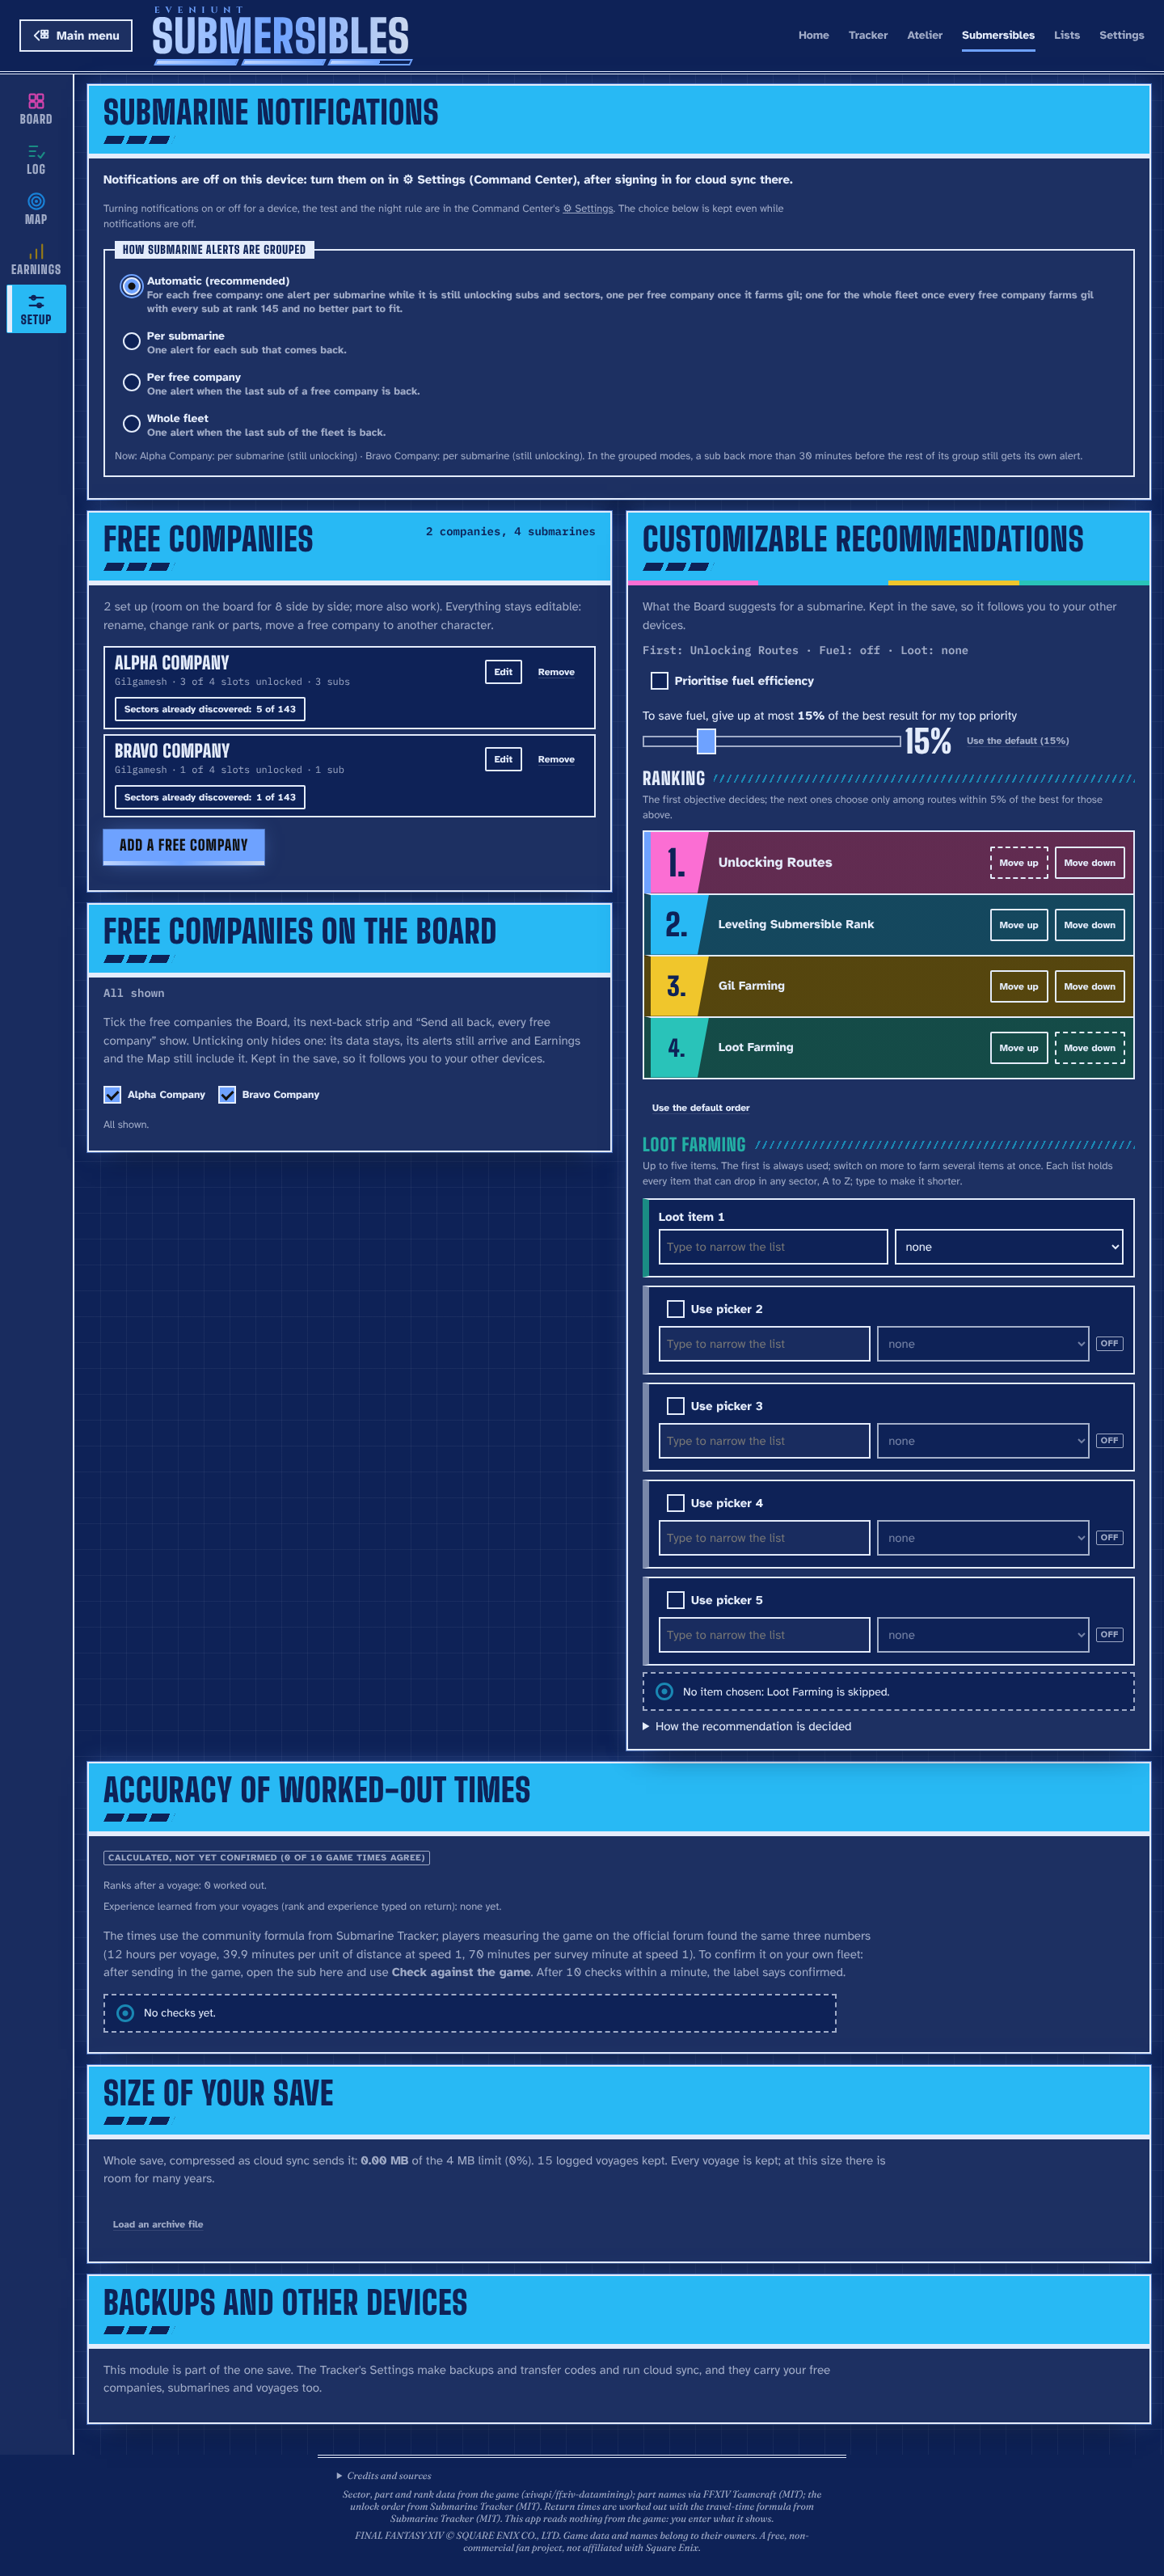 Main menu
EVENIUNT
SUBMERSIBLES
Home
Tracker
Atelier
Submersibles
Lists
Settings
BOARD
LOG
MAP
EARNINGS
SETUP
SUBMARINE NOTIFICATIONS
Notifications are off on this device: turn them on in ⚙ Settings (Command Center), after signing in for cloud sync there.
Turning notifications on or off for a device, the test and the night rule are in the Command Center's ⚙ Settings. The choice below is kept even while
notifications are off.
HOW SUBMARINE ALERTS ARE GROUPED
Automatic (recommended)
For each free company: one alert per submarine while it is still unlocking subs and sectors, one per free company once it farms gil; one for the whole fleet once every free company farms gil
with every sub at rank 145 and no better part to fit.
Per submarine
One alert for each sub that comes back.
Per free company
One alert when the last sub of a free company is back.
Whole fleet
One alert when the last sub of the fleet is back.
Now: Alpha Company: per submarine (still unlocking) · Bravo Company: per submarine (still unlocking). In the grouped modes, a sub back more than 30 minutes before the rest of its group still gets its own alert.
FREE COMPANIES
2 companies, 4 submarines
2 set up (room on the board for 8 side by side; more also work). Everything stays editable:
rename, change rank or parts, move a free company to another character.
ALPHA COMPANY
Gilgamesh · 3 of 4 slots unlocked · 3 subs
Edit
Remove
Sectors already discovered: 5 of 143
BRAVO COMPANY
Gilgamesh · 1 of 4 slots unlocked · 1 sub
Edit
Remove
Sectors already discovered: 1 of 143
ADD A FREE COMPANY
FREE COMPANIES ON THE BOARD
All shown
Tick the free companies the Board, its next-back strip and “Send all back, every free
company” show. Unticking only hides one: its data stays, its alerts still arrive and Earnings
and the Map still include it. Kept in the save, so it follows you to your other devices.
Alpha Company
Bravo Company
All shown.
CUSTOMIZABLE RECOMMENDATIONS
What the Board suggests for a submarine. Kept in the save, so it follows you to your other
devices.
First: Unlocking Routes · Fuel: off · Loot: none
Prioritise fuel efficiency
To save fuel, give up at most 15% of the best result for my top priority
15%
Use the default (15%)
RANKING
The first objective decides; the next ones choose only among routes within 5% of the best for those
above.
1.
Unlocking Routes
Move up
Move down
2.
Leveling Submersible Rank
Move up
Move down
3.
Gil Farming
Move up
Move down
4.
Loot Farming
Move up
Move down
Use the default order
LOOT FARMING
Up to five items. The first is always used; switch on more to farm several items at once. Each list holds
every item that can drop in any sector, A to Z; type to make it shorter.
Loot item 1
Type to narrow the list
none
Use picker 2
Type to narrow the list
none
OFF
Use picker 3
Type to narrow the list
none
OFF
Use picker 4
Type to narrow the list
none
OFF
Use picker 5
Type to narrow the list
none
OFF
No item chosen: Loot Farming is skipped.
How the recommendation is decided
ACCURACY OF WORKED-OUT TIMES
CALCULATED, NOT YET CONFIRMED (0 OF 10 GAME TIMES AGREE)
Ranks after a voyage: 0 worked out.
Experience learned from your voyages (rank and experience typed on return): none yet.
The times use the community formula from Submarine Tracker; players measuring the game on the official forum found the same three numbers
(12 hours per voyage, 39.9 minutes per unit of distance at speed 1, 70 minutes per survey minute at speed 1). To confirm it on your own fleet:
after sending in the game, open the sub here and use Check against the game. After 10 checks within a minute, the label says confirmed.
No checks yet.
SIZE OF YOUR SAVE
Whole save, compressed as cloud sync sends it: 0.00 MB of the 4 MB limit (0%). 15 logged voyages kept. Every voyage is kept; at this size there is
room for many years.
Load an archive file
BACKUPS AND OTHER DEVICES
This module is part of the one save. The Tracker's Settings make backups and transfer codes and run cloud sync, and they carry your free
companies, submarines and voyages too.
Credits and sources
Sector, part and rank data from the game (xivapi/ffxiv-datamining); part names via FFXIV Teamcraft (MIT); the
unlock order from Submarine Tracker (MIT). Return times are worked out with the travel-time formula from
Submarine Tracker (MIT). This app reads nothing from the game: you enter what it shows.
FINAL FANTASY XIV © SQUARE ENIX CO., LTD. Game data and names belong to their owners. A free, non-
commercial fan project, not affiliated with Square Enix.